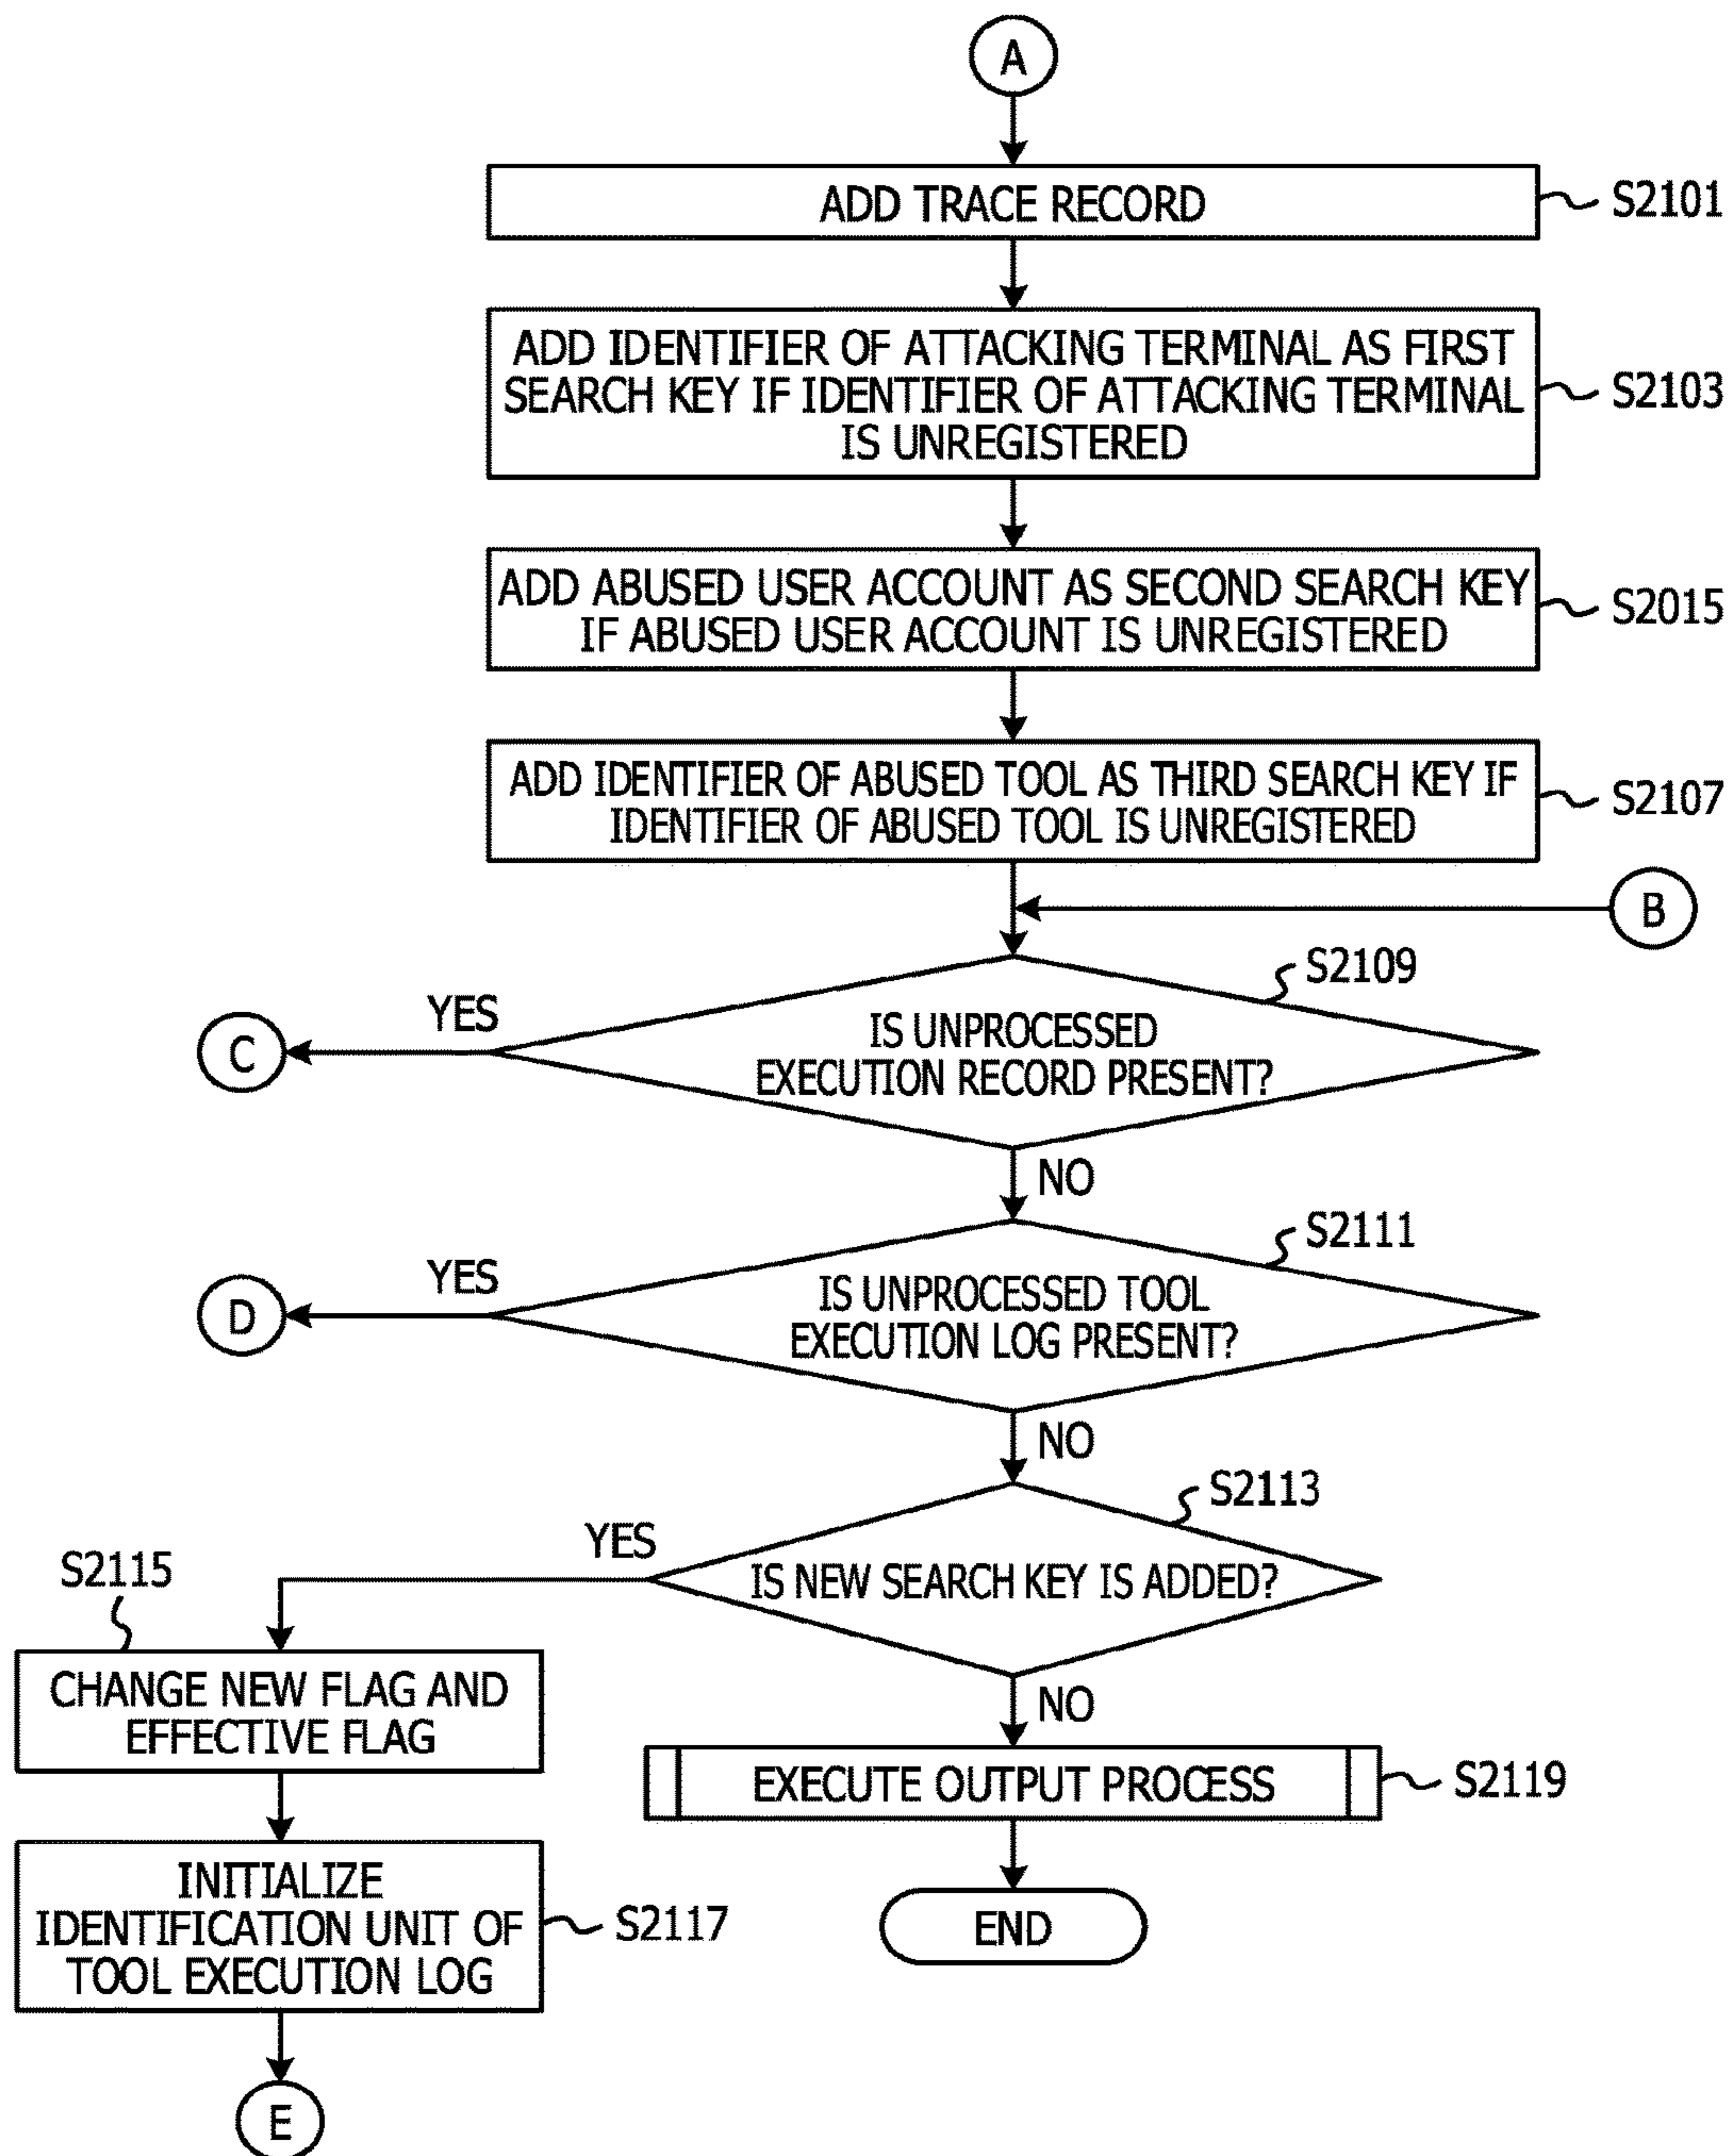 A
ADD TRACE RECORD
S2101
ADD IDENTIFIER OF ATTACKING TERMINAL AS FIRST
SEARCH KEY IF IDENTIFIER OF ATTACKING TERMINAL
IS UNREGISTERED
S2103
ADD ABUSED USER ACCOUNT AS SECOND SEARCH KEY
IF ABUSED USER ACCOUNT IS UNREGISTERED
S2015
ADD IDENTIFIER OF ABUSED TOOL AS THIRD SEARCH KEY IF
IDENTIFIER OF ABUSED TOOL IS UNREGISTERED
S2107
B
S2109
IS UNPROCESSED
EXECUTION RECORD PRESENT?
YES
C
NO
S2111
IS UNPROCESSED TOOL
EXECUTION LOG PRESENT?
YES
D
NO
S2113
IS NEW SEARCH KEY IS ADDED?
YES
S2115
CHANGE NEW FLAG AND
EFFECTIVE FLAG
NO
EXECUTE OUTPUT PROCESS
S2119
INITIALIZE
IDENTIFICATION UNIT OF
TOOL EXECUTION LOG
S2117
END
E